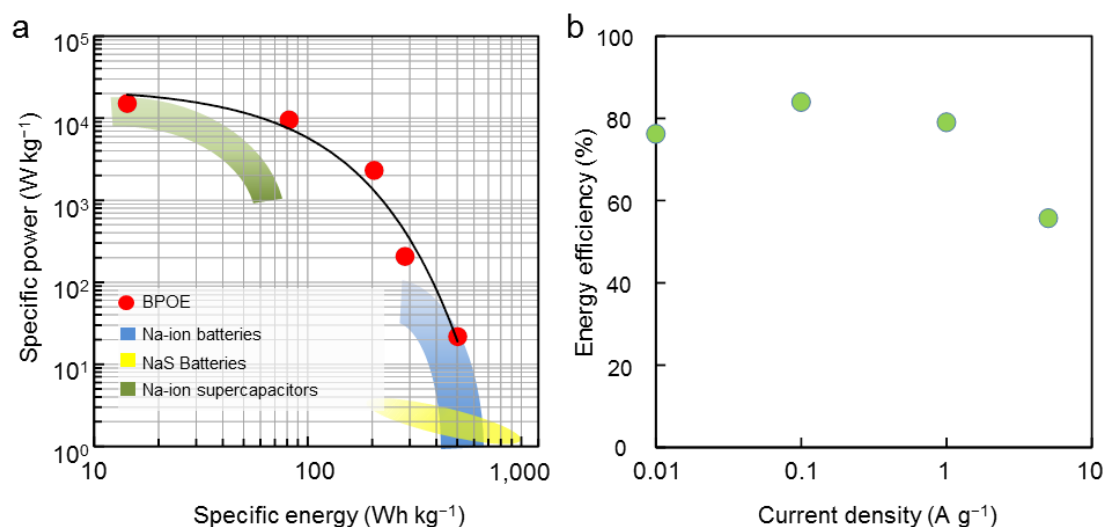 a
10⁵
10⁴
10³
10²
10¹
10⁰
Specific power (W kg⁻¹)
BPOE
Na-ion batteries
NaS Batteries
Na-ion supercapacitors
10
100
1,000
Specific energy (Wh kg⁻¹)
b
100
80
60
40
20
0
Energy efficiency (%)
0.01
0.1
1
10
Current density (A g⁻¹)